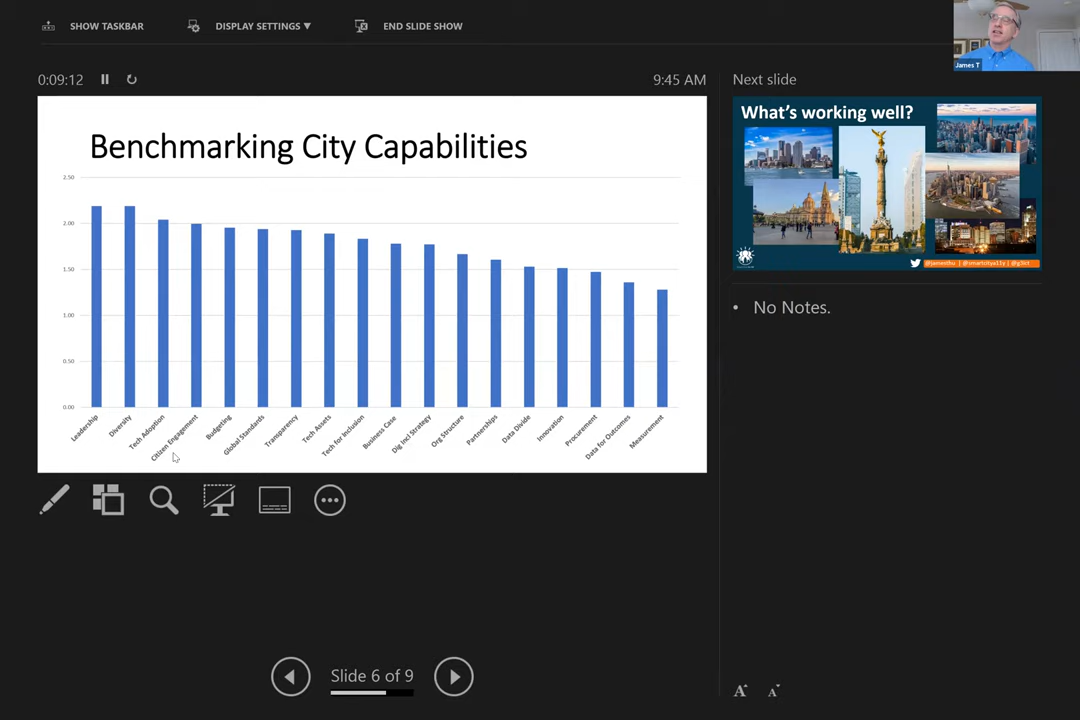 SHOW TASKBAR
DISPLAY SETTINGS ▼
END SLIDE SHOW
James T
0:09:12
9:45 AM
Next slide
Benchmarking City Capabilities
2.50
2.00
1.50
1.00
0.50
0.00
Leadership
Diversity
Tech Adoption
Citizen Engagement
Budgeting
Global Standards
Transparency
Tech Assets
Tech for Inclusion
Business Case
Dig Incl Strategy
Org Structure
Partnerships
Data Divide
Innovation
Procurement
Data for Outcomes
Measurement
What's working well?
@jamesthu | @smartcitya11y | @g3ict
• No Notes.
Slide 6 of 9
A A